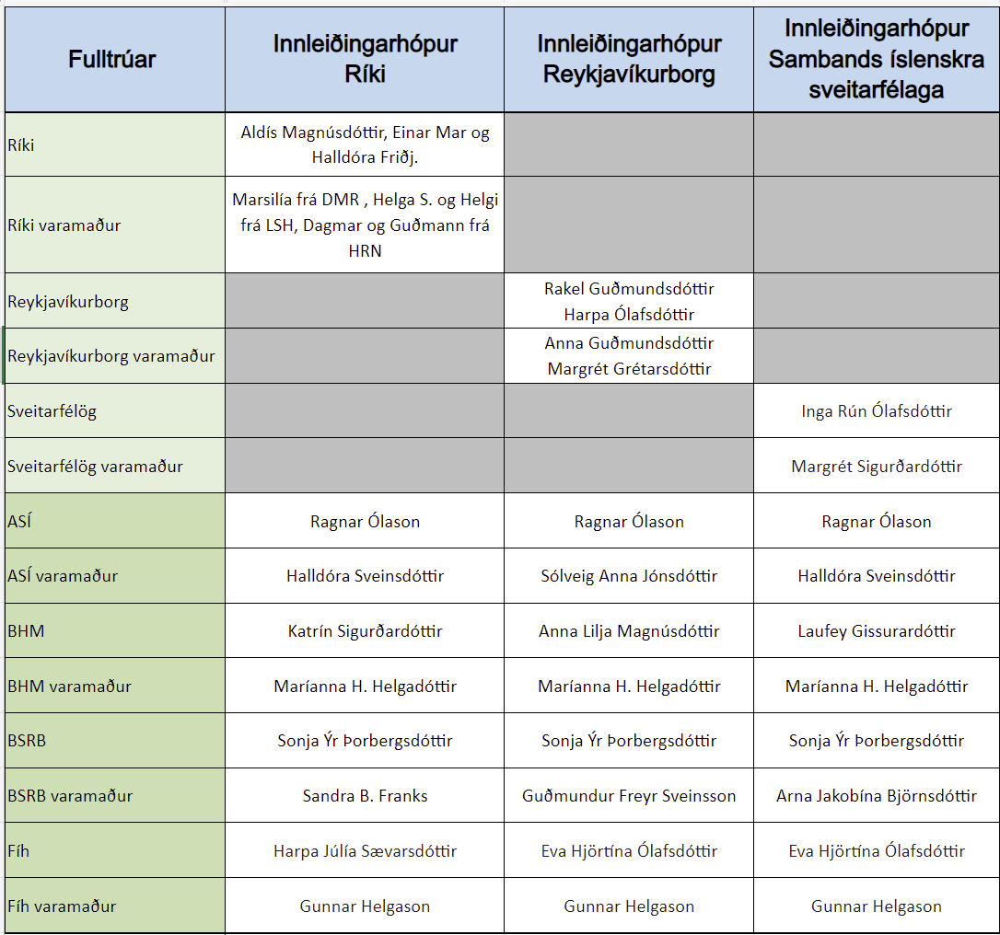 Fulltrúar
Innleiðingarhópur
Ríki
Innleiðingarhópur
Reykjavíkurborg
Innleiðingarhópur
Sambands íslenskra
sveitarfélaga
Ríki
Aldís Magnúsdóttir, Einar Mar og
Halldóra Friðj.
Ríki varamaður
Marsilía frá DMR , Helga S. og Helgi
frá LSH, Dagmar og Guðmann frá
HRN
Reykjavíkurborg
Rakel Guðmundsdóttir
Harpa Ólafsdóttir
Reykjavíkurborg varamaður
Anna Guðmundsdóttir
Margrét Grétarsdóttir
Sveitarfélög
Inga Rún Ólafsdóttir
Sveitarfélög varamaður
Margrét Sigurðardóttir
ASÍ
Ragnar Ólason
Ragnar Ólason
Ragnar Ólason
ASÍ varamaður
Halldóra Sveinsdóttir
Sólveig Anna Jónsdóttir
Halldóra Sveinsdóttir
BHM
Katrín Sigurðardóttir
Anna Lilja Magnúsdóttir
Laufey Gissurardóttir
BHM varamaður
Maríanna H. Helgadóttir
Maríanna H. Helgadóttir
Maríanna H. Helgadóttir
BSRB
Sonja Ýr Þorbergsdóttir
Sonja Ýr Þorbergsdóttir
Sonja Ýr Þorbergsdóttir
BSRB varamaður
Sandra B. Franks
Guðmundur Freyr Sveinsson
Arna Jakobína Björnsdóttir
Fíh
Harpa Júlía Sævarsdóttir
Eva Hjörtína Ólafsdóttir
Eva Hjörtína Ólafsdóttir
Fíh varamaður
Gunnar Helgason
Gunnar Helgason
Gunnar Helgason